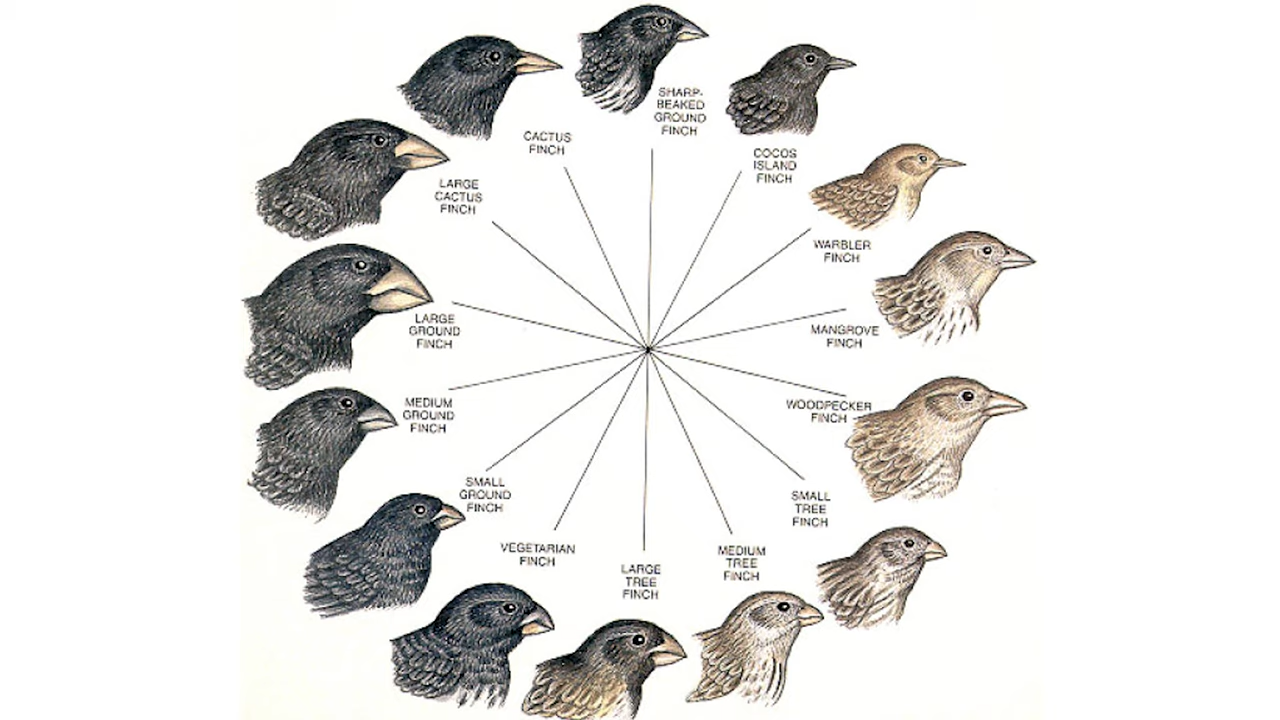 SHARP-
BEAKED
GROUND
FINCH
CACTUS
FINCH
COCOS
ISLAND
FINCH
LARGE
CACTUS
FINCH
WARBLER
FINCH
LARGE
GROUND
FINCH
MANGROVE
FINCH
MEDIUM
GROUND
FINCH
WOODPECKER
FINCH
SMALL
GROUND
FINCH
SMALL
TREE
FINCH
VEGETARIAN
FINCH
LARGE
TREE
FINCH
MEDIUM
TREE
FINCH